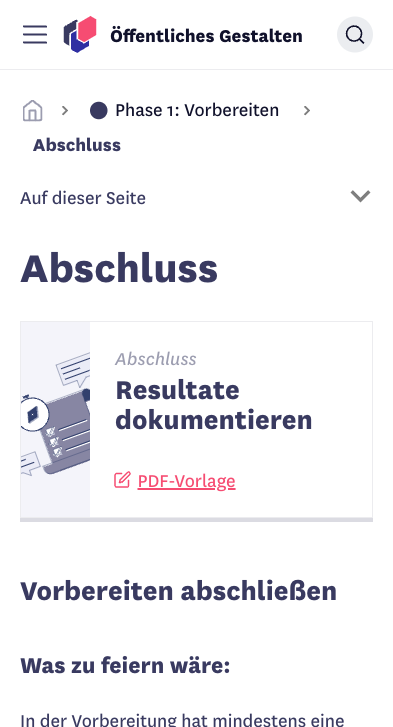 Öffentliches Gestalten
Phase 1: Vorbereiten
Abschluss
Auf dieser Seite
Abschluss
Abschluss
Resultate
dokumentieren
PDF-Vorlage
Vorbereiten abschließen
Was zu feiern wäre:
In der Vorbereitung hat mindestens eine